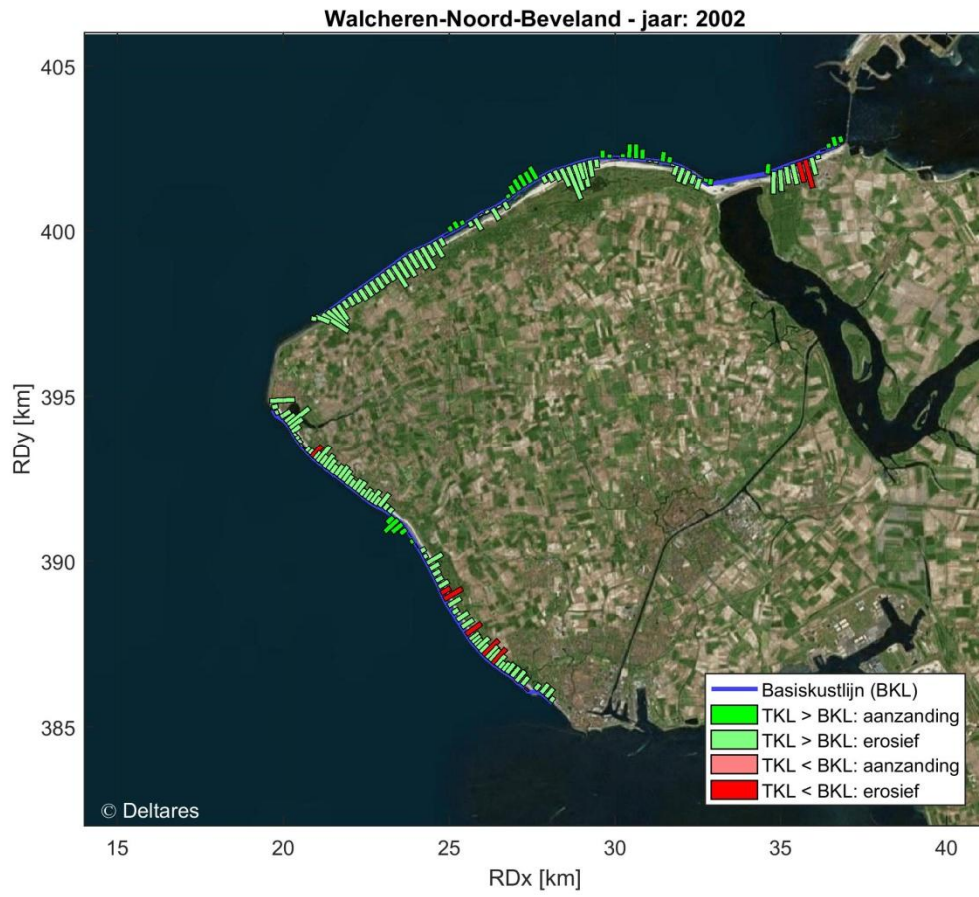 Walcheren-Noord-Beveland - jaar: 2002
405
400
395
390
385
RDy [km]
Basiskustlijn (BKL)
TKL > BKL: aanzanding
TKL > BKL: erosief
TKL < BKL: aanzanding
TKL < BKL: erosief
© Deltares
15 20 25 30 35 40
RDx [km]